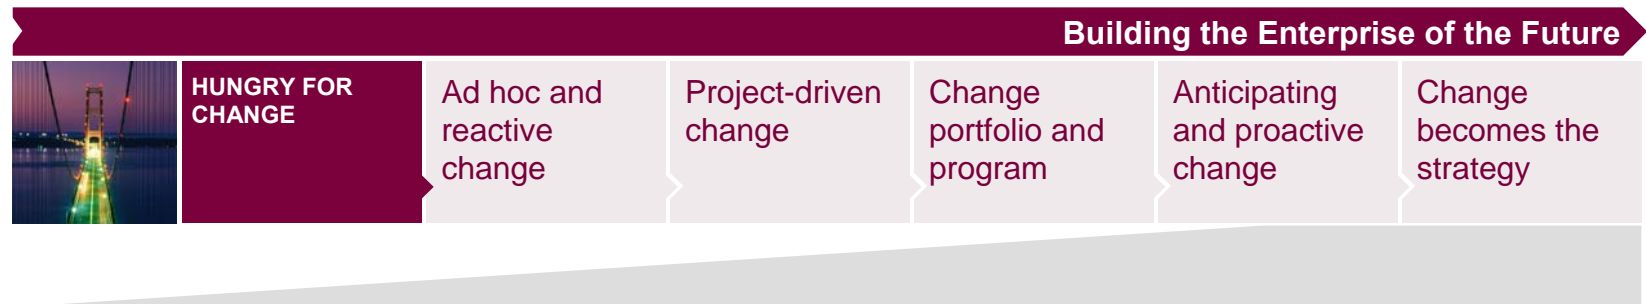 Building the Enterprise of the Future
HUNGRY FOR
CHANGE
Ad hoc and
reactive
change
Project-driven
change
Change
portfolio and
program
Anticipating
and proactive
change
Change
becomes the
strategy